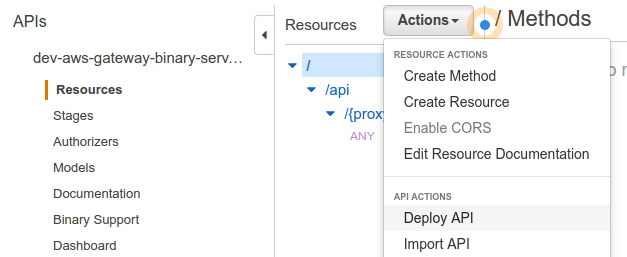 APIs
dev-aws-gateway-binary-serv...
Resources
Stages
Authorizers
Models
Documentation
Binary Support
Dashboard
Resources
Actions
/ Methods
/
/api
/{prox
ANY
RESOURCE ACTIONS
Create Method
Create Resource
Enable CORS
Edit Resource Documentation
API ACTIONS
Deploy API
Import API